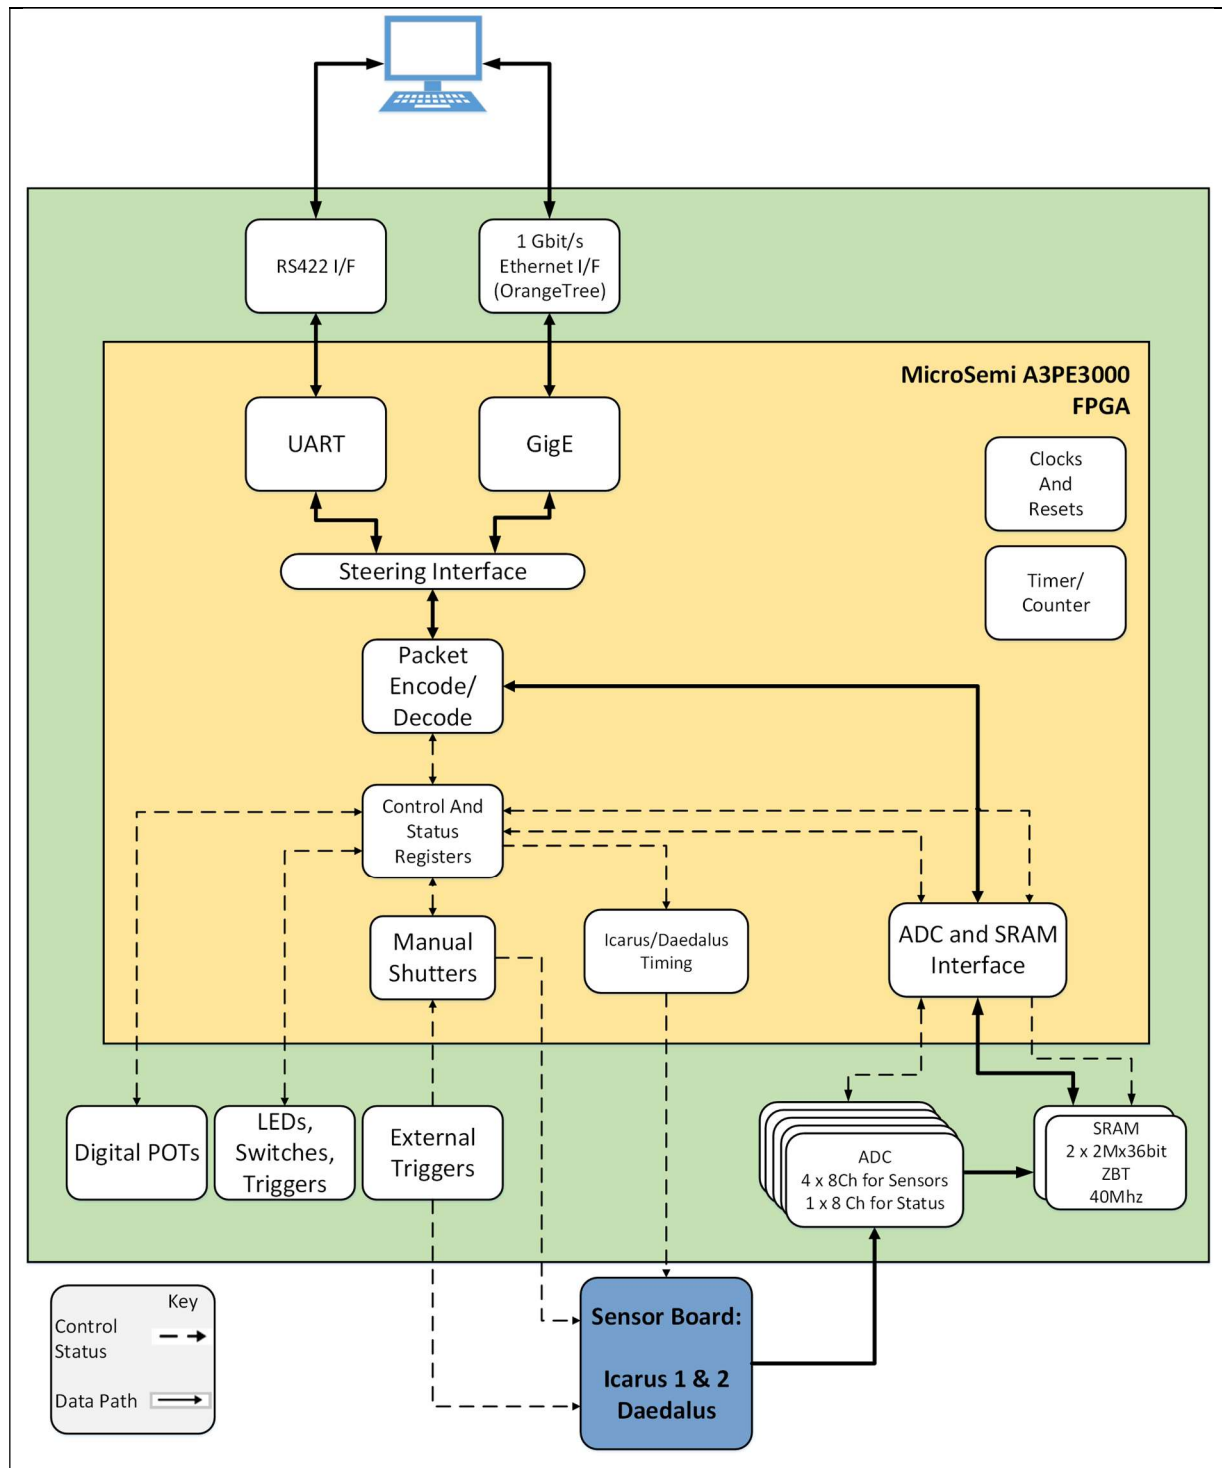 RS422 I/F
1 Gbit/s
Ethernet I/F
(OrangeTree)
MicroSemi A3PE3000
FPGA
UART
GigE
Clocks
And
Resets
Steering Interface
Timer/
Counter
Packet
Encode/
Decode
Control And
Status
Registers
Manual
Shutters
Icarus/Daedalus
Timing
ADC and SRAM
Interface
Digital POTs
LEDs,
Switches,
Triggers
External
Triggers
ADC
4 x 8Ch for Sensors
1 x 8 Ch for Status
SRAM
2 x 2Mx36bit
ZBT
40Mhz
Sensor Board:
Icarus 1 & 2
Daedalus
Key
Control
Status
Data Path